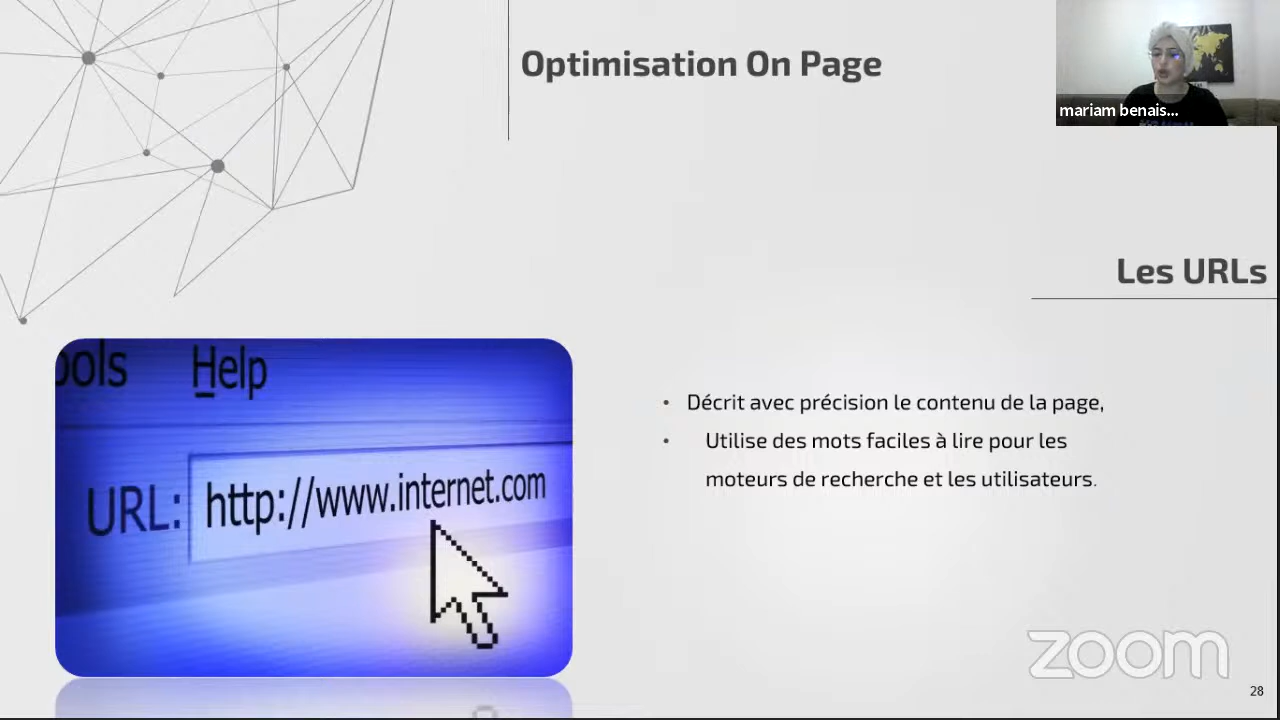 Optimisation On Page
mariam benais...
Les URLs
ools Help
URL: http://www.internet.com
• Décrit avec précision le contenu de la page,
• Utilise des mots faciles à lire pour les
moteurs de recherche et les utilisateurs.
zoom
28